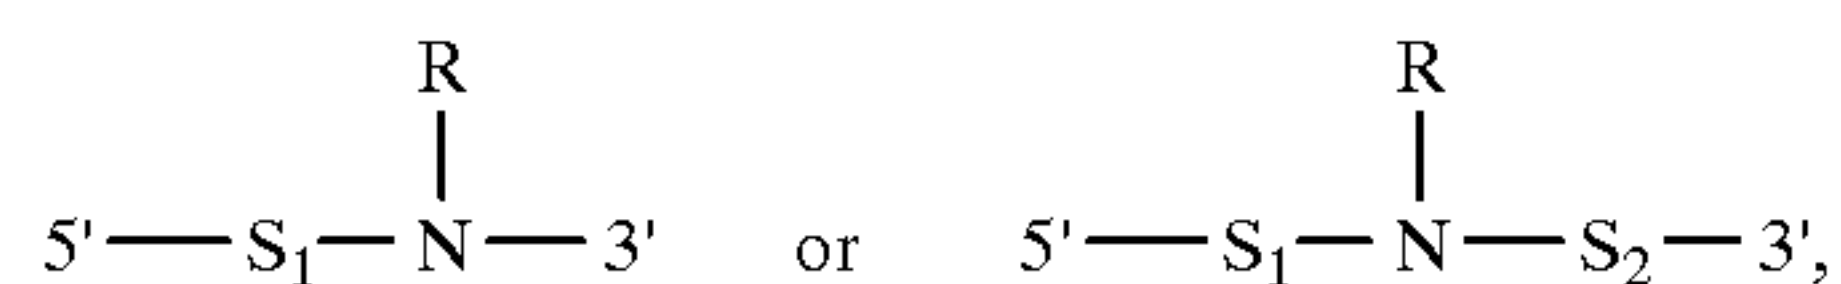 R R
5' S₁ N 3' or 5' S₁ N S₂ 3',